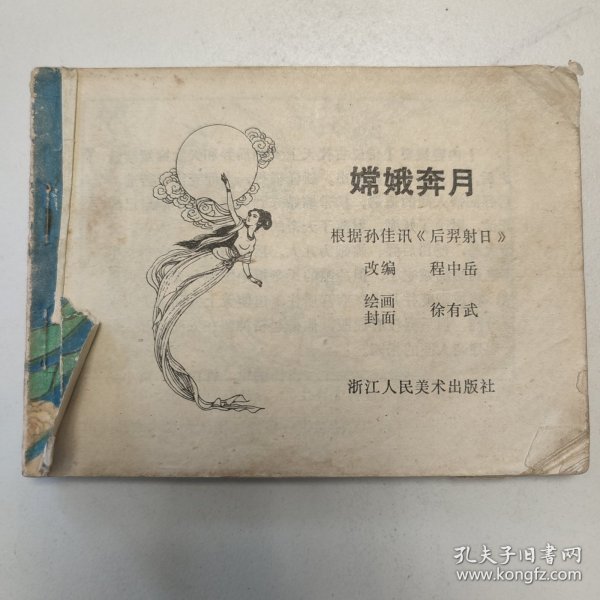 嫦娥奔月
根据孙佳讯《后羿射日》
改编 程中岳
绘画
封面 徐有武
浙江人民美术出版社
孔夫子旧书网
www.kongfz.com